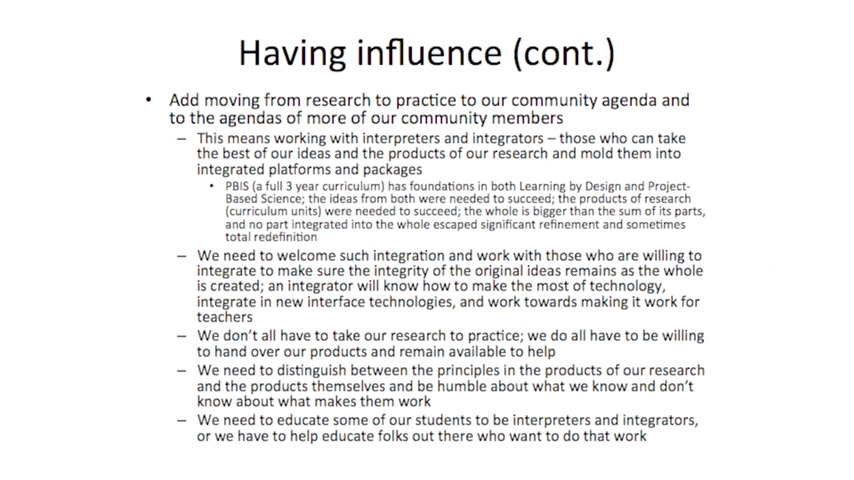 Having influence (cont.)
• Add moving from research to practice to our community agenda and
to the agendas of more of our community members
– This means working with interpreters and integrators – those who can take
the best of our ideas and the products of our research and mold them into
integrated platforms and packages
• PBIS (a full 3 year curriculum) has foundations in both Learning by Design and Project-
Based Science; the ideas from both were needed to succeed; the products of research
(curriculum units) were needed to succeed; the whole is bigger than the sum of its parts,
and no part integrated into the whole escaped significant refinement and sometimes
total redefinition
– We need to welcome such integration and work with those who are willing to
integrate to make sure the integrity of the original ideas remains as the whole
is created; an integrator will know how to make the most of technology,
integrate in new interface technologies, and work towards making it work for
teachers
– We don't all have to take our research to practice; we do all have to be willing
to hand over our products and remain available to help
– We need to distinguish between the principles in the products of our research
and the products themselves and be humble about what we know and don't
know about what makes them work
– We need to educate some of our students to be interpreters and integrators,
or we have to help educate folks out there who want to do that work